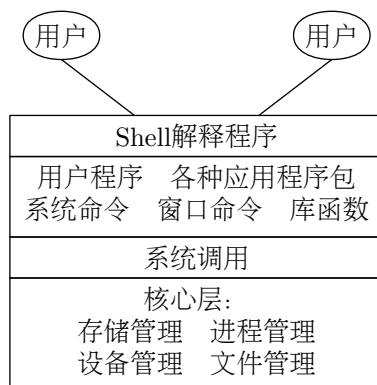 用户 用户
Shell解释程序
用户程序 各种应用程序包
系统命令 窗口命令 库函数
系统调用
核心层:
存储管理 进程管理
设备管理 文件管理